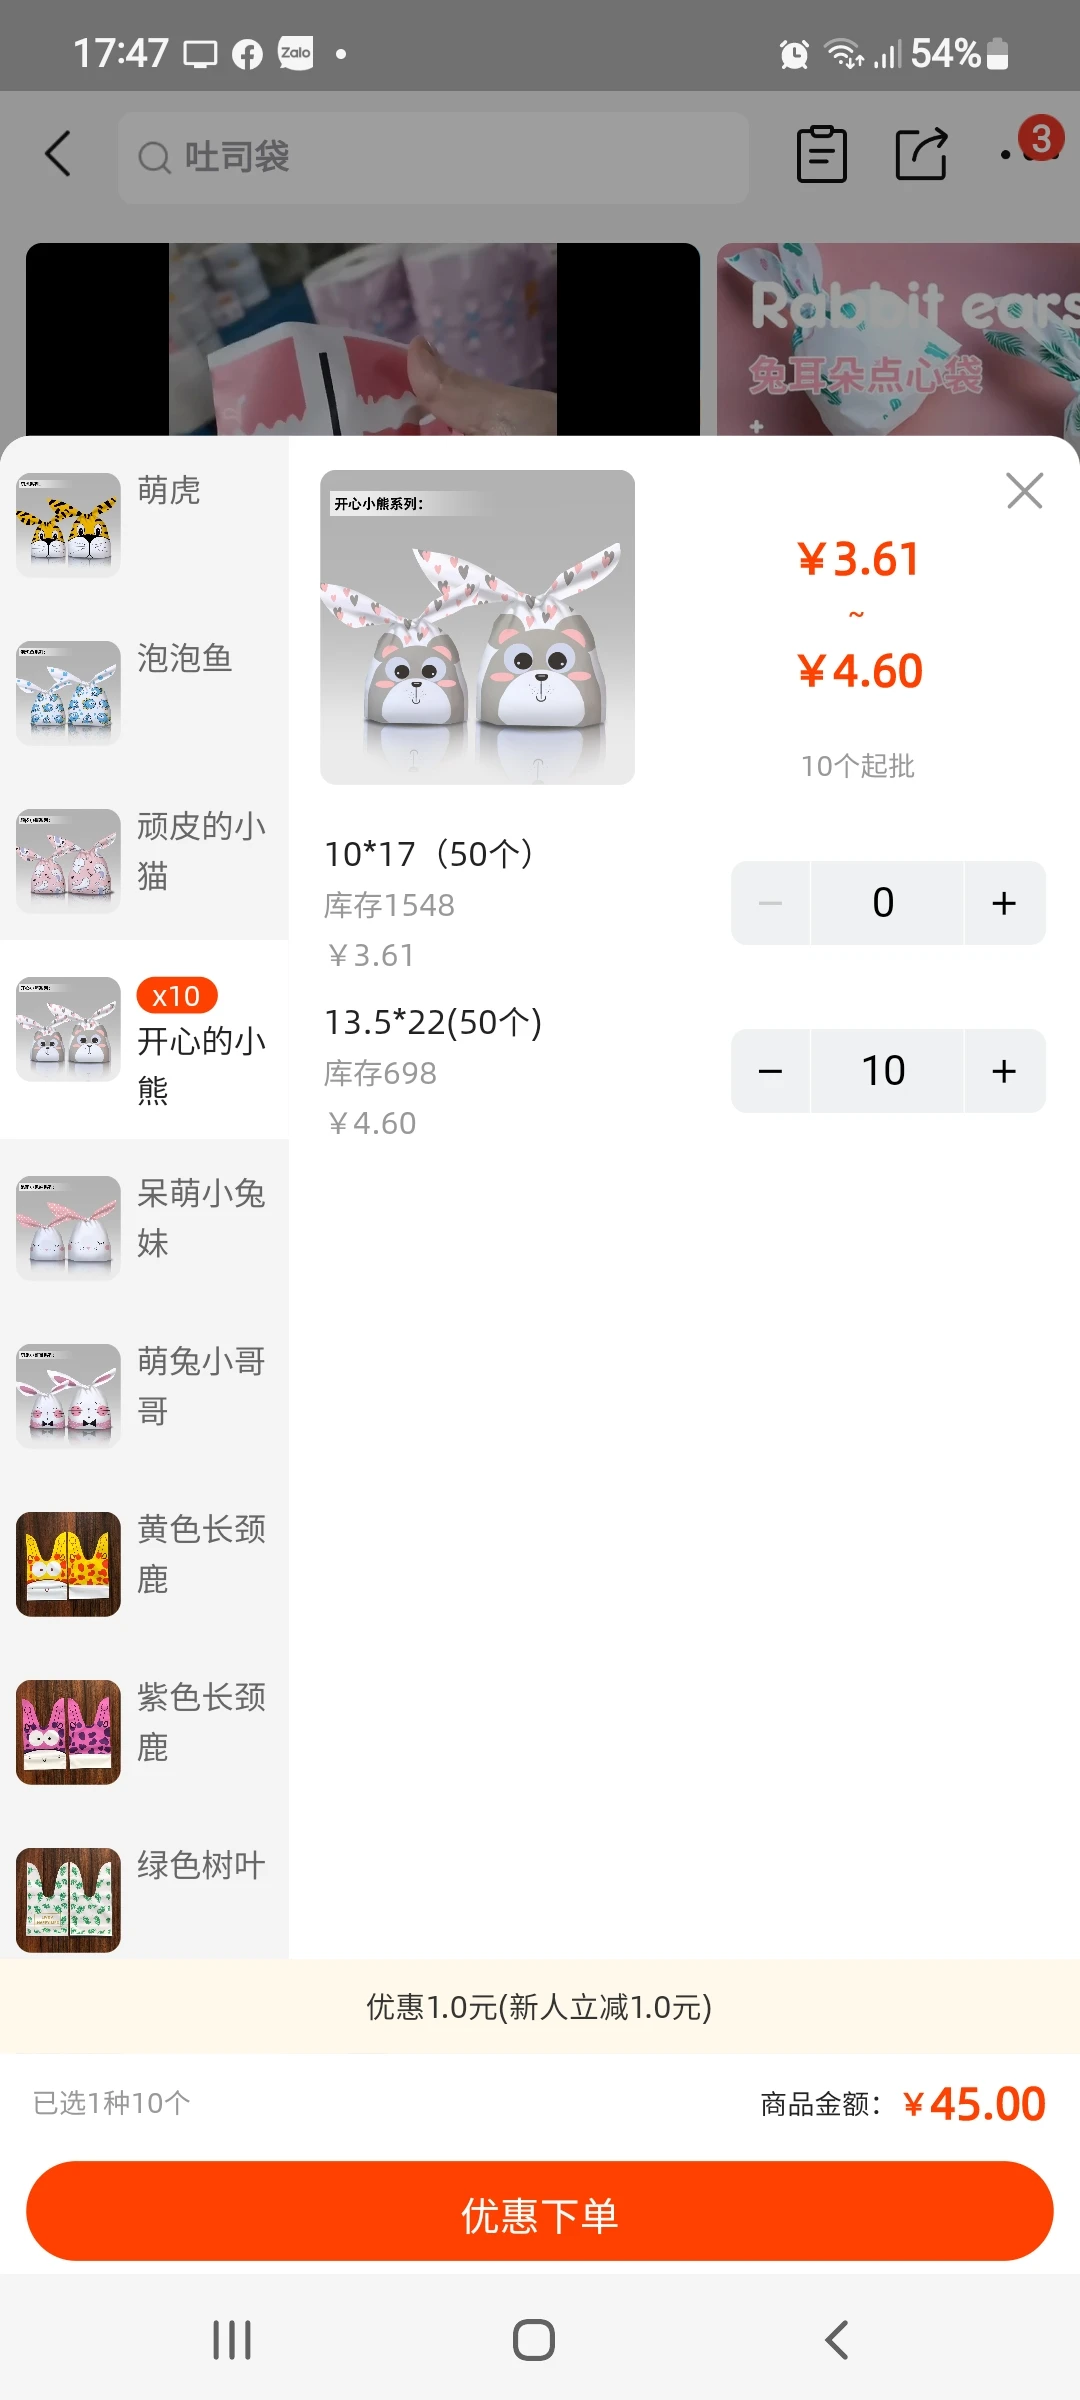 17:47
Zalo
54%
吐司袋
3
Rabbit ears
兔耳朵点心袋
萌虎
泡泡鱼
顽皮的小
猫
x10
开心的小
熊
呆萌小兔
妹
萌兔小哥
哥
黄色长颈
鹿
紫色长颈
鹿
绿色树叶
开心小熊系列：
¥3.61
~
¥4.60
10个起批
10*17（50个）
库存1548
¥3.61
0
13.5*22(50个)
库存698
¥4.60
10
优惠1.0元(新人立减1.0元)
已选1种10个
商品金额：¥45.00
优惠下单